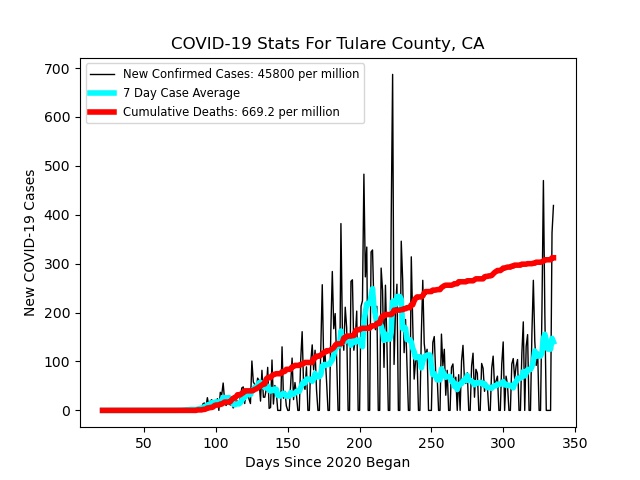 COVID-19 Stats For Tulare County, CA
New Confirmed Cases: 45800 per million
7 Day Case Average
Cumulative Deaths: 669.2 per million
New COVID-19 Cases
700
600
500
400
300
200
100
0
50 100 150 200 250 300 350
Days Since 2020 Began